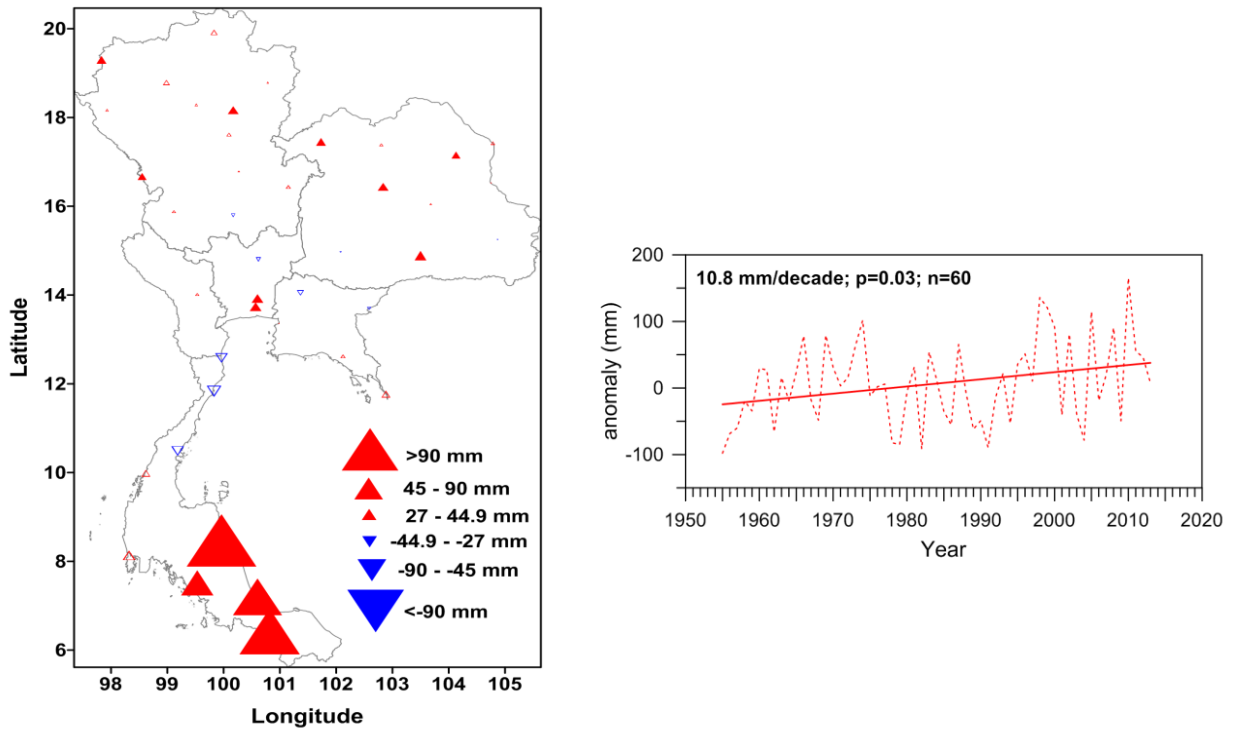 20
18
16
14
12
10
8
6
Latitude
98 99 100 101 102 103 104 105
Longitude
>90 mm
45 - 90 mm
27 - 44.9 mm
-44.9 - -27 mm
-90 - -45 mm
<-90 mm
200
100
0
-100
anomaly (mm)
10.8 mm/decade; p=0.03; n=60
1950 1960 1970 1980 1990 2000 2010 2020
Year